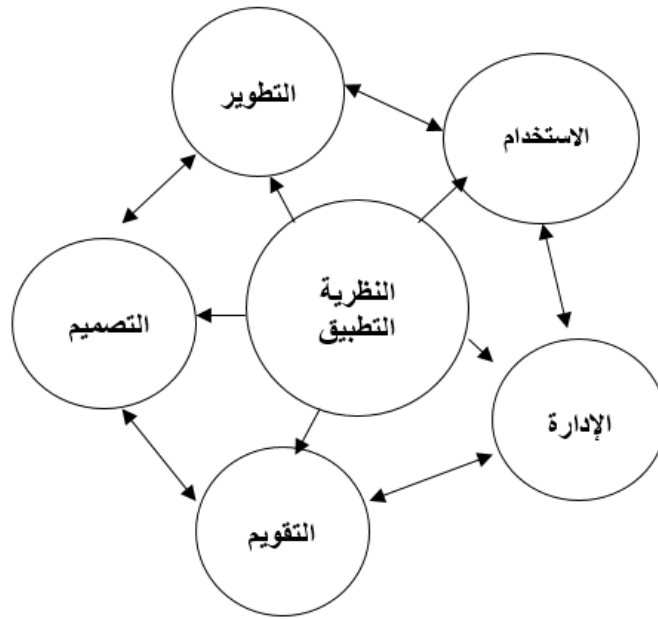 التطوير
الاستخدام
النظرية
التطبيق
التصميم
الإدارة
التقويم